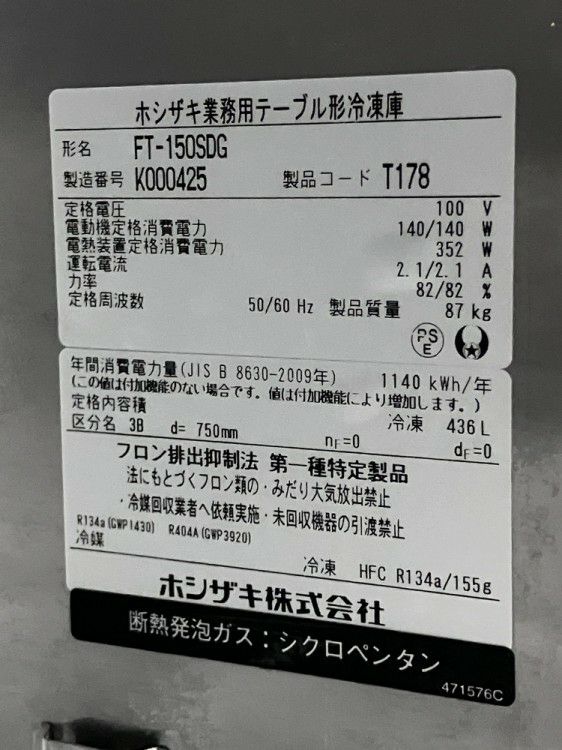 ホシザキ業務用テーブル形冷凍庫
形名 FT-150SDG
製造番号 K000425 製品コード T178
定格電圧 100 V
電動機定格消費電力 140/140 W
電熱装置定格消費電力 352 W
運転電流 2.1/2.1 A
力率 82/82 %
定格周波数 50/60 Hz 製品質量 87 kg
PS
E
年間消費電力量(JIS B 8630-2009年) 1140 kWh/年
(この値は付加機能のない場合です。値は付加機能により増加します。)
定格内容積 冷凍 436 L
区分名 3B d= 750mm nF=0 dF=0
フロン排出抑制法 第一種特定製品
法にもとづくフロン類の・みだり大気放出禁止
・冷媒回収業者へ依頼実施・未回収機器の引渡禁止
R134a(GWP1430) R404A(GWP3920)
冷媒 冷凍 HFC R134a/155g
ホシザキ株式会社
断熱発泡ガス:シクロペンタン
471576C